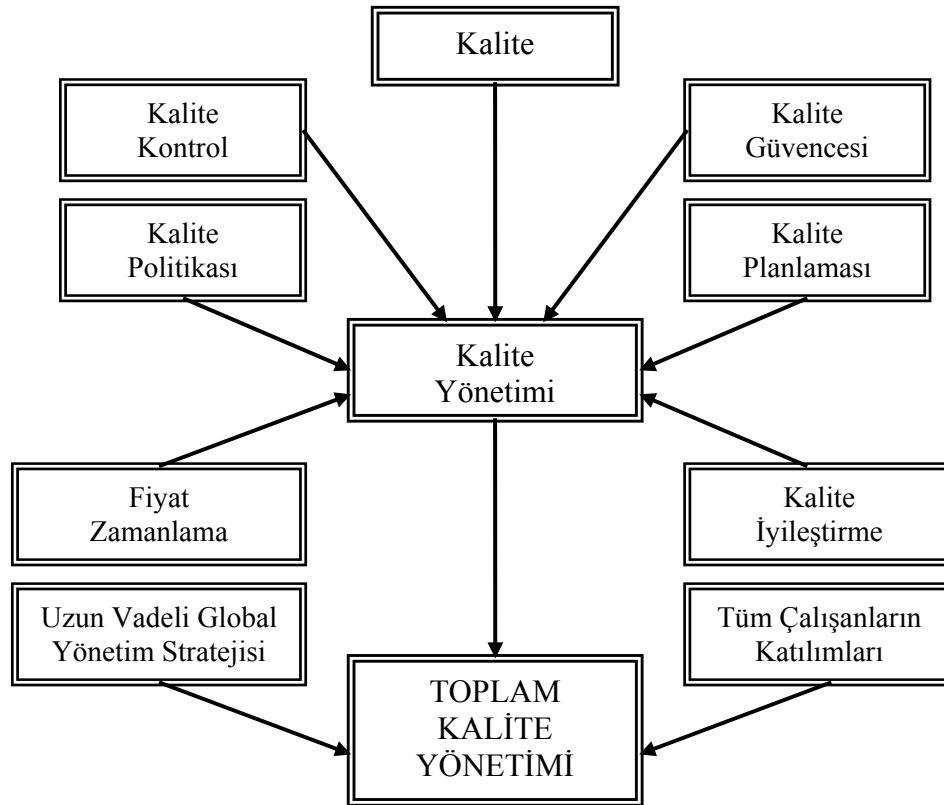 Kalite
Kalite
Kontrol
Kalite
Güvencesi
Kalite
Politikası
Kalite
Planlaması
Kalite
Yönetimi
Fiyat
Zamanlama
Kalite
İyileştirme
Uzun Vadeli Global
Yönetim Stratejisi
Tüm Çalışanların
Katılımları
TOPLAM
KALİTE
YÖNETİMİ